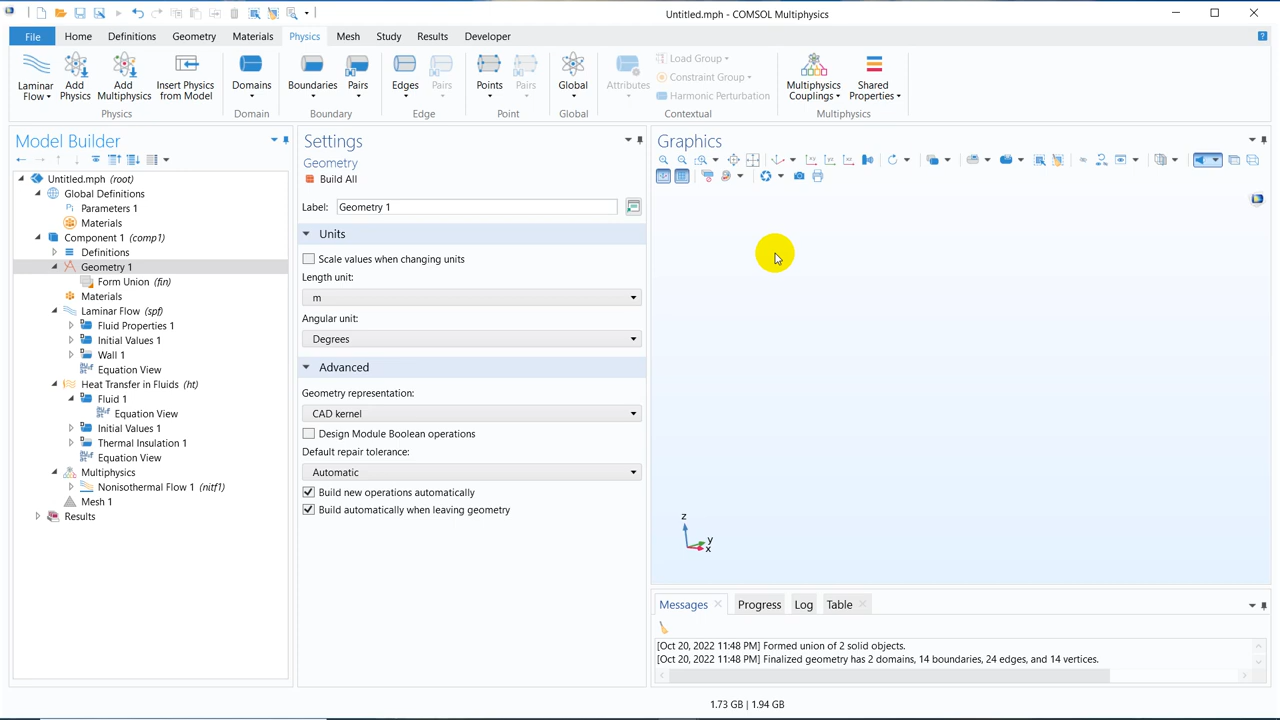 Untitled.mph - COMSOL Multiphysics
File
Home
Definitions
Geometry
Materials
Physics
Mesh
Study
Results
Developer
Laminar Flow
Add Physics
Add Multiphysics
Insert Physics from Model
Domains
Boundaries
Pairs
Edges
Pairs
Points
Pairs
Global
Attributes
Load Group
Constraint Group
Harmonic Perturbation
Multiphysics Couplings
Shared Properties
Physics
Domain
Boundary
Edge
Point
Global
Contextual
Multiphysics
Model Builder
Untitled.mph (root)
Global Definitions
Parameters 1
Materials
Component 1 (comp1)
Definitions
Geometry 1
Form Union (fin)
Materials
Laminar Flow (spf)
Fluid Properties 1
Initial Values 1
Wall 1
Equation View
Heat Transfer in Fluids (ht)
Fluid 1
Equation View
Initial Values 1
Thermal Insulation 1
Equation View
Multiphysics
Nonisothermal Flow 1 (nitf1)
Mesh 1
Results
Settings
Geometry
Build All
Label: Geometry 1
Units
Scale values when changing units
Length unit:
m
Angular unit:
Degrees
Advanced
Geometry representation:
CAD kernel
Design Module Boolean operations
Default repair tolerance:
Automatic
Build new operations automatically
Build automatically when leaving geometry
Graphics
z
y
x
Messages
Progress
Log
Table
[Oct 20, 2022 11:48 PM] Formed union of 2 solid objects.
[Oct 20, 2022 11:48 PM] Finalized geometry has 2 domains, 14 boundaries, 24 edges, and 14 vertices.
1.73 GB | 1.94 GB